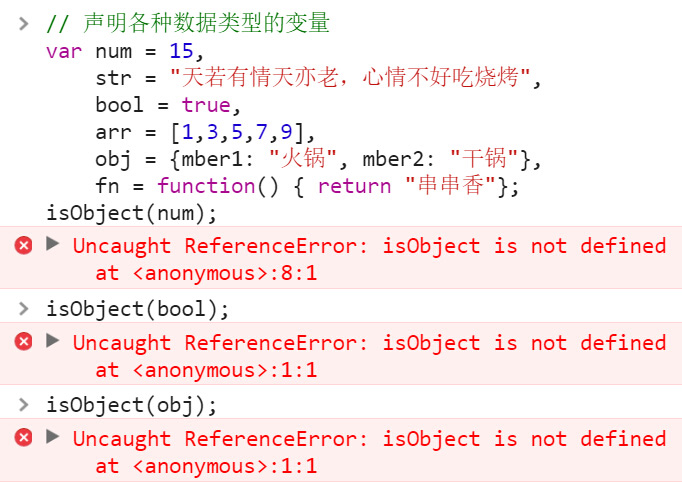 // 声明各种数据类型的变量
var num = 15,
    str = "天若有情天亦老，心情不好吃烧烤",
    bool = true,
    arr = [1,3,5,7,9],
    obj = {mber1: "火锅", mber2: "干锅"},
    fn = function() { return "串串香"};
isObject(num);
Uncaught ReferenceError: isObject is not defined
    at <anonymous>:8:1
isObject(bool);
Uncaught ReferenceError: isObject is not defined
    at <anonymous>:1:1
isObject(obj);
Uncaught ReferenceError: isObject is not defined
    at <anonymous>:1:1